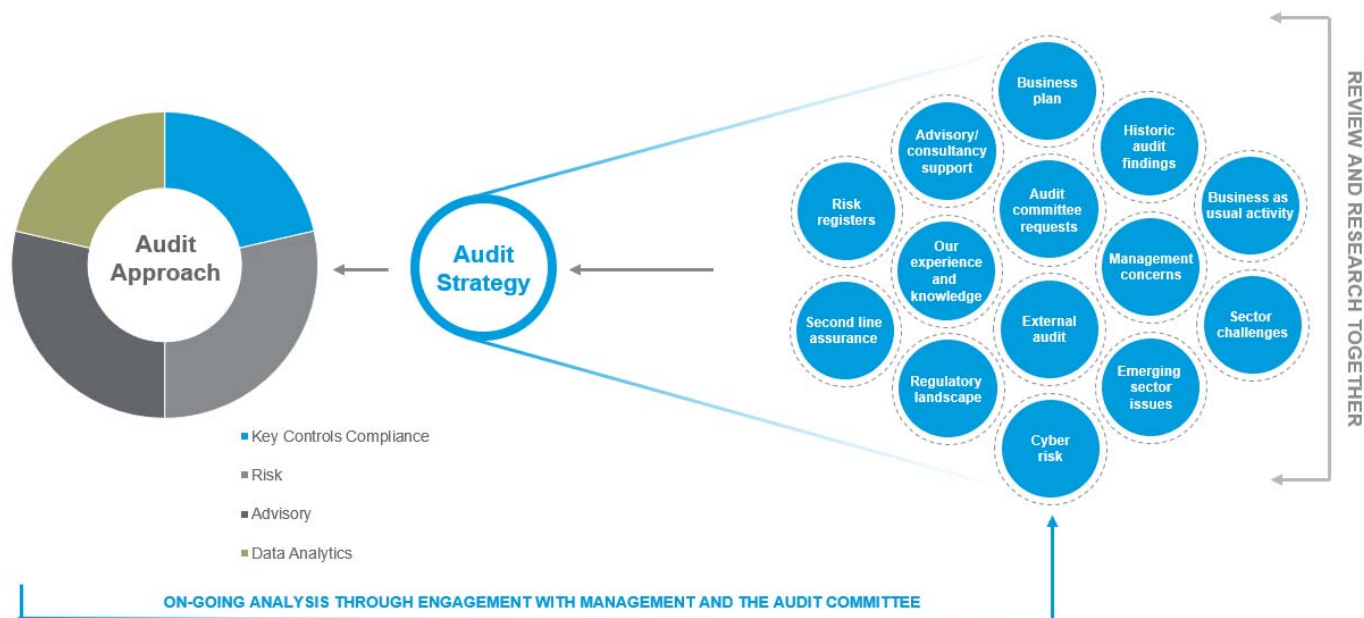 Audit
Approach
Key Controls Compliance
Risk
Advisory
Data Analytics
Audit
Strategy
Business
plan
Advisory/
consultancy
support
Historic
audit
findings
Risk
registers
Audit
committee
requests
Business as
usual activity
Our
experience
and
knowledge
Management
concerns
Second line
assurance
External
audit
Sector
challenges
Regulatory
landscape
Emerging
sector
issues
Cyber
risk
REVIEW AND RESEARCH TOGETHER
ON-GOING ANALYSIS THROUGH ENGAGEMENT WITH MANAGEMENT AND THE AUDIT COMMITTEE